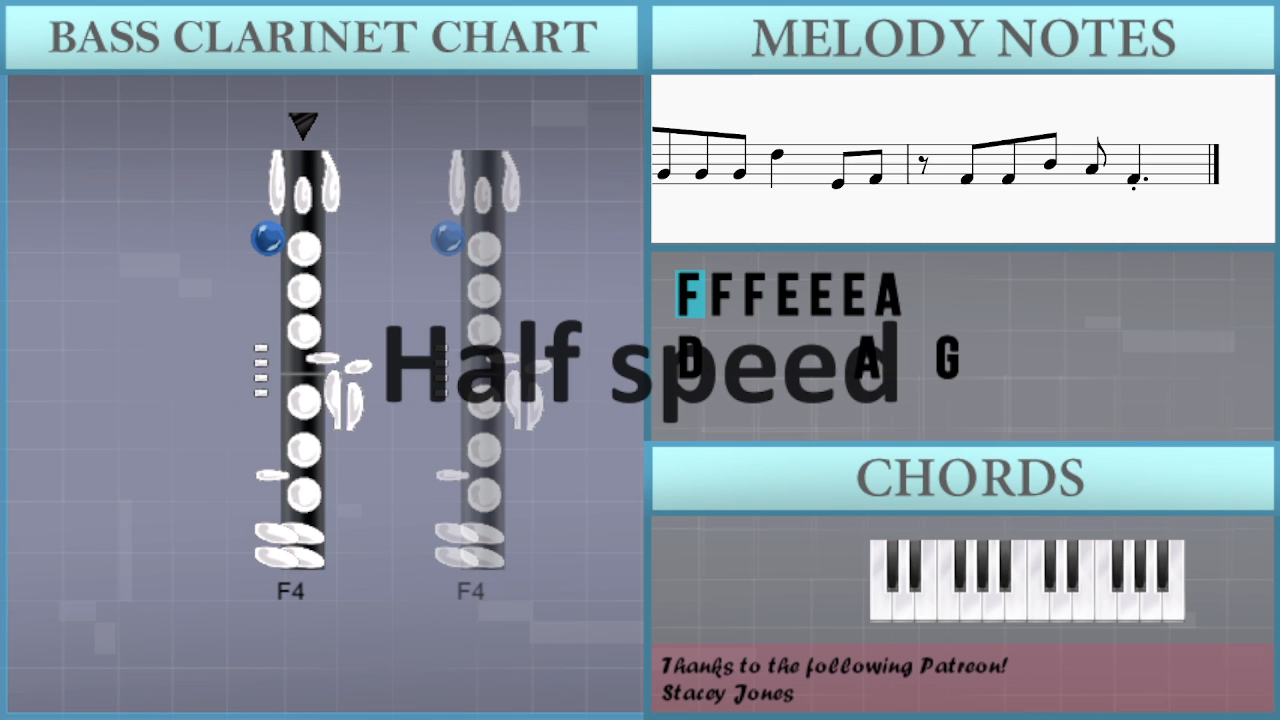 BASS CLARINET CHART
MELODY NOTES
F F F E E E A
D A G
Half speed
F4
F4
CHORDS
Thanks to the following Patreon!
Stacey Jones